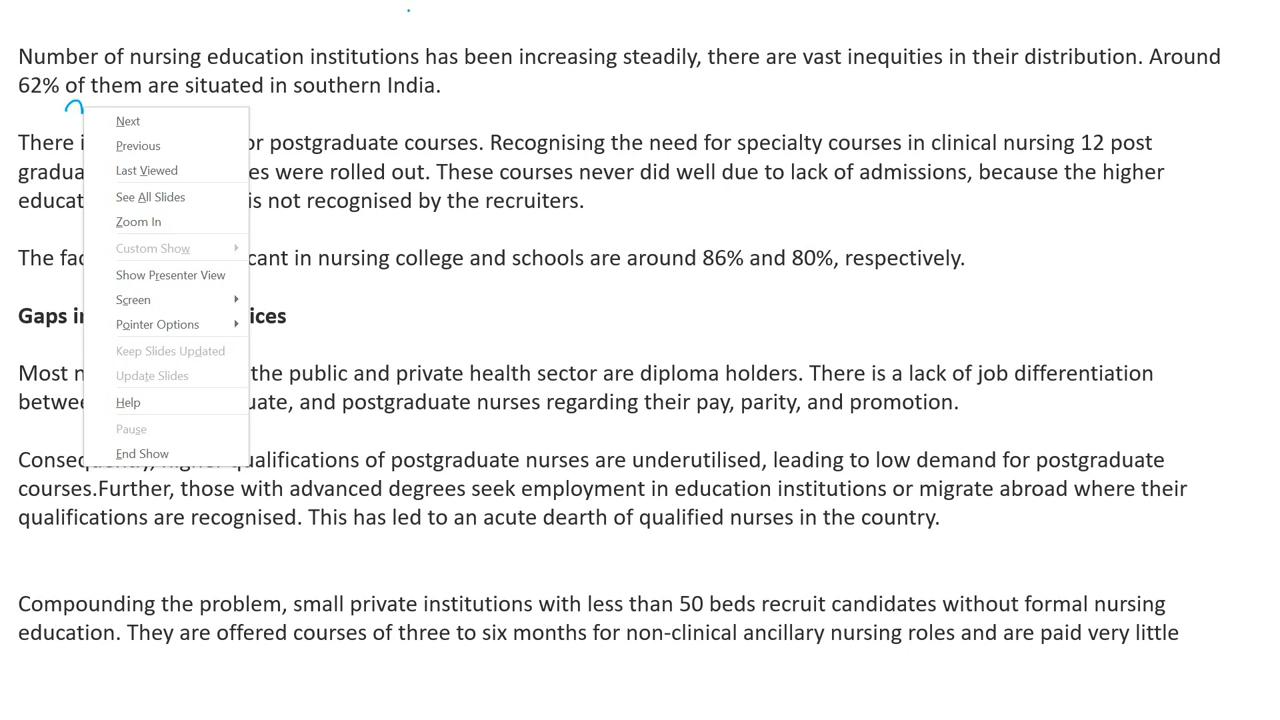 Number of nursing education institutions has been increasing steadily, there are vast inequities in their distribution. Around
62% of them are situated in southern India.
There or postgraduate courses. Recognising the need for specialty courses in clinical nursing 12 post
were rolled out. These courses never did well due to lack of admissions, because the higher
is not recognised by the recruiters.
The in nursing college and schools are around 86% and 80%, respectively.
Gaps
Most the public and private health sector are diploma holders. There is a lack of job differentiation
and postgraduate nurses regarding their pay, parity, and promotion.
qualifications of postgraduate nurses are underutilised, leading to low demand for postgraduate
courses.Further, those with advanced degrees seek employment in education institutions or migrate abroad where their
qualifications are recognised. This has led to an acute dearth of qualified nurses in the country.
Compounding the problem, small private institutions with less than 50 beds recruit candidates without formal nursing
education. They are offered courses of three to six months for non-clinical ancillary nursing roles and are paid very little
Next
Previous
Last Viewed
See All Slides
Zoom In
Custom Show
Show Presenter View
Screen
Pointer Options
Keep Slides Updated
Update Slides
Help
Pause
End Show